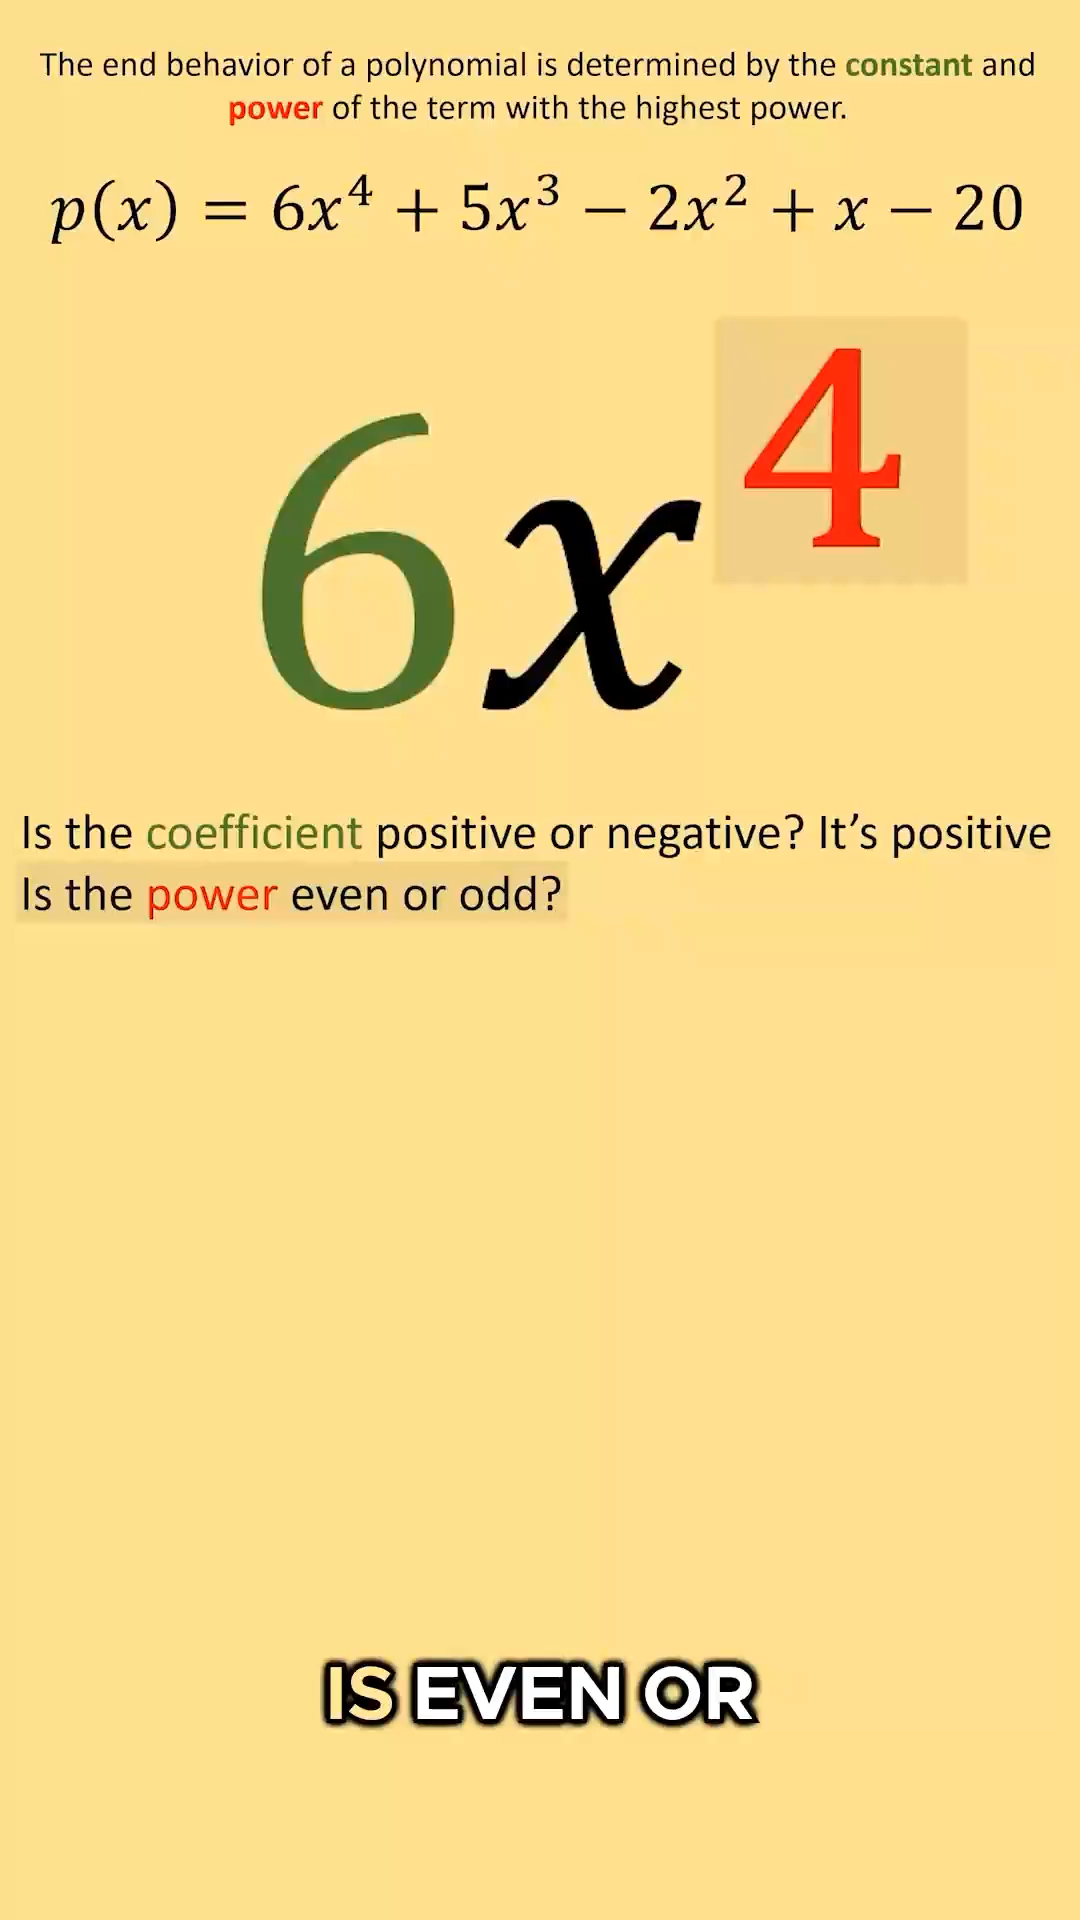 The end behavior of a polynomial is determined by the constant and
power of the term with the highest power.
p(x) = 6x⁴ + 5x³ − 2x² + x − 20
6x⁴
Is the coefficient positive or negative? It’s positive
Is the power even or odd?
IS EVEN OR